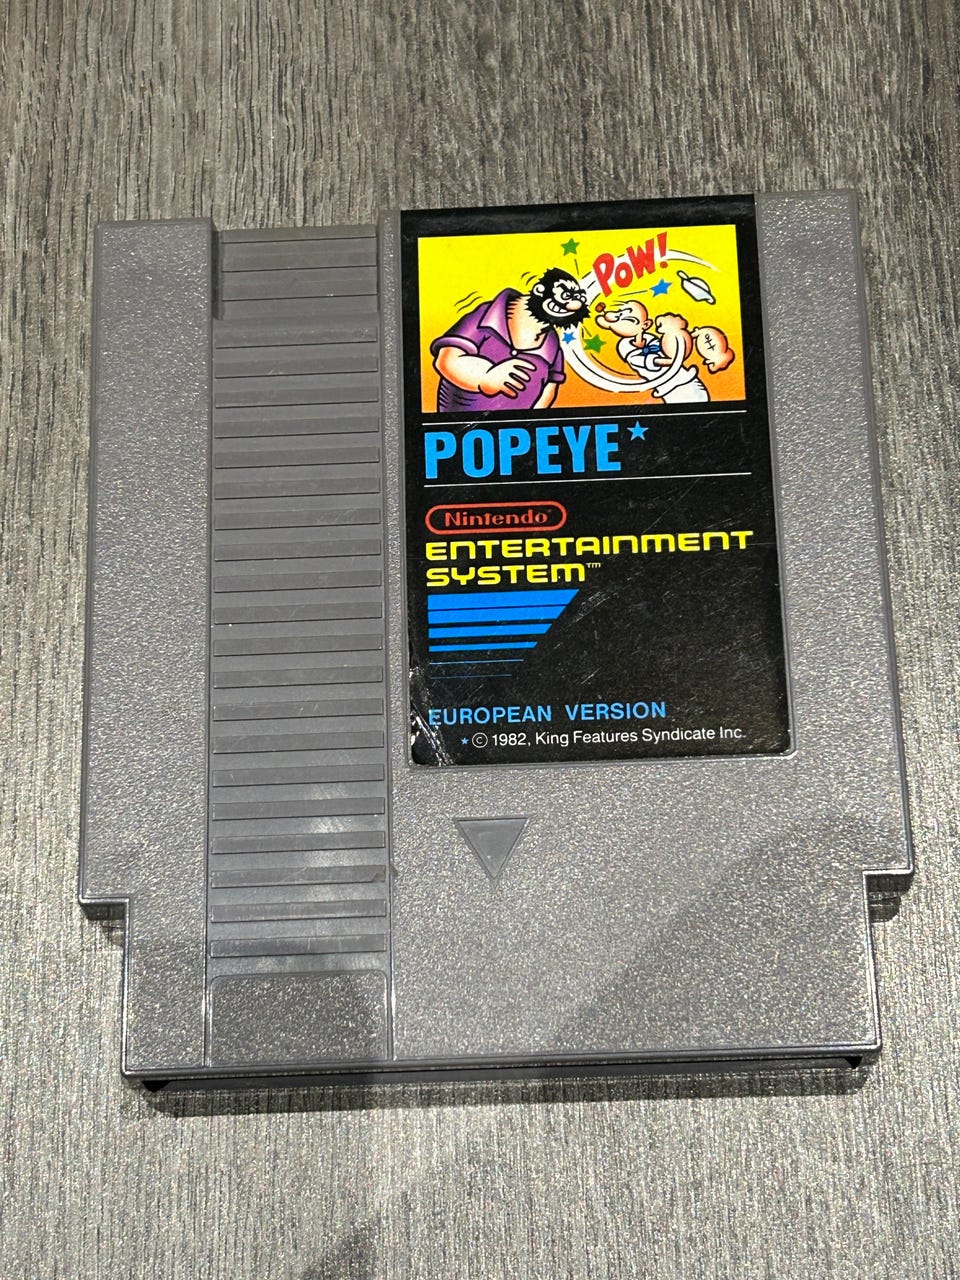 POW!
POPEYE★
Nintendo®
ENTERTAINMENT
SYSTEM™
EUROPEAN VERSION
★ © 1982, King Features Syndicate Inc.